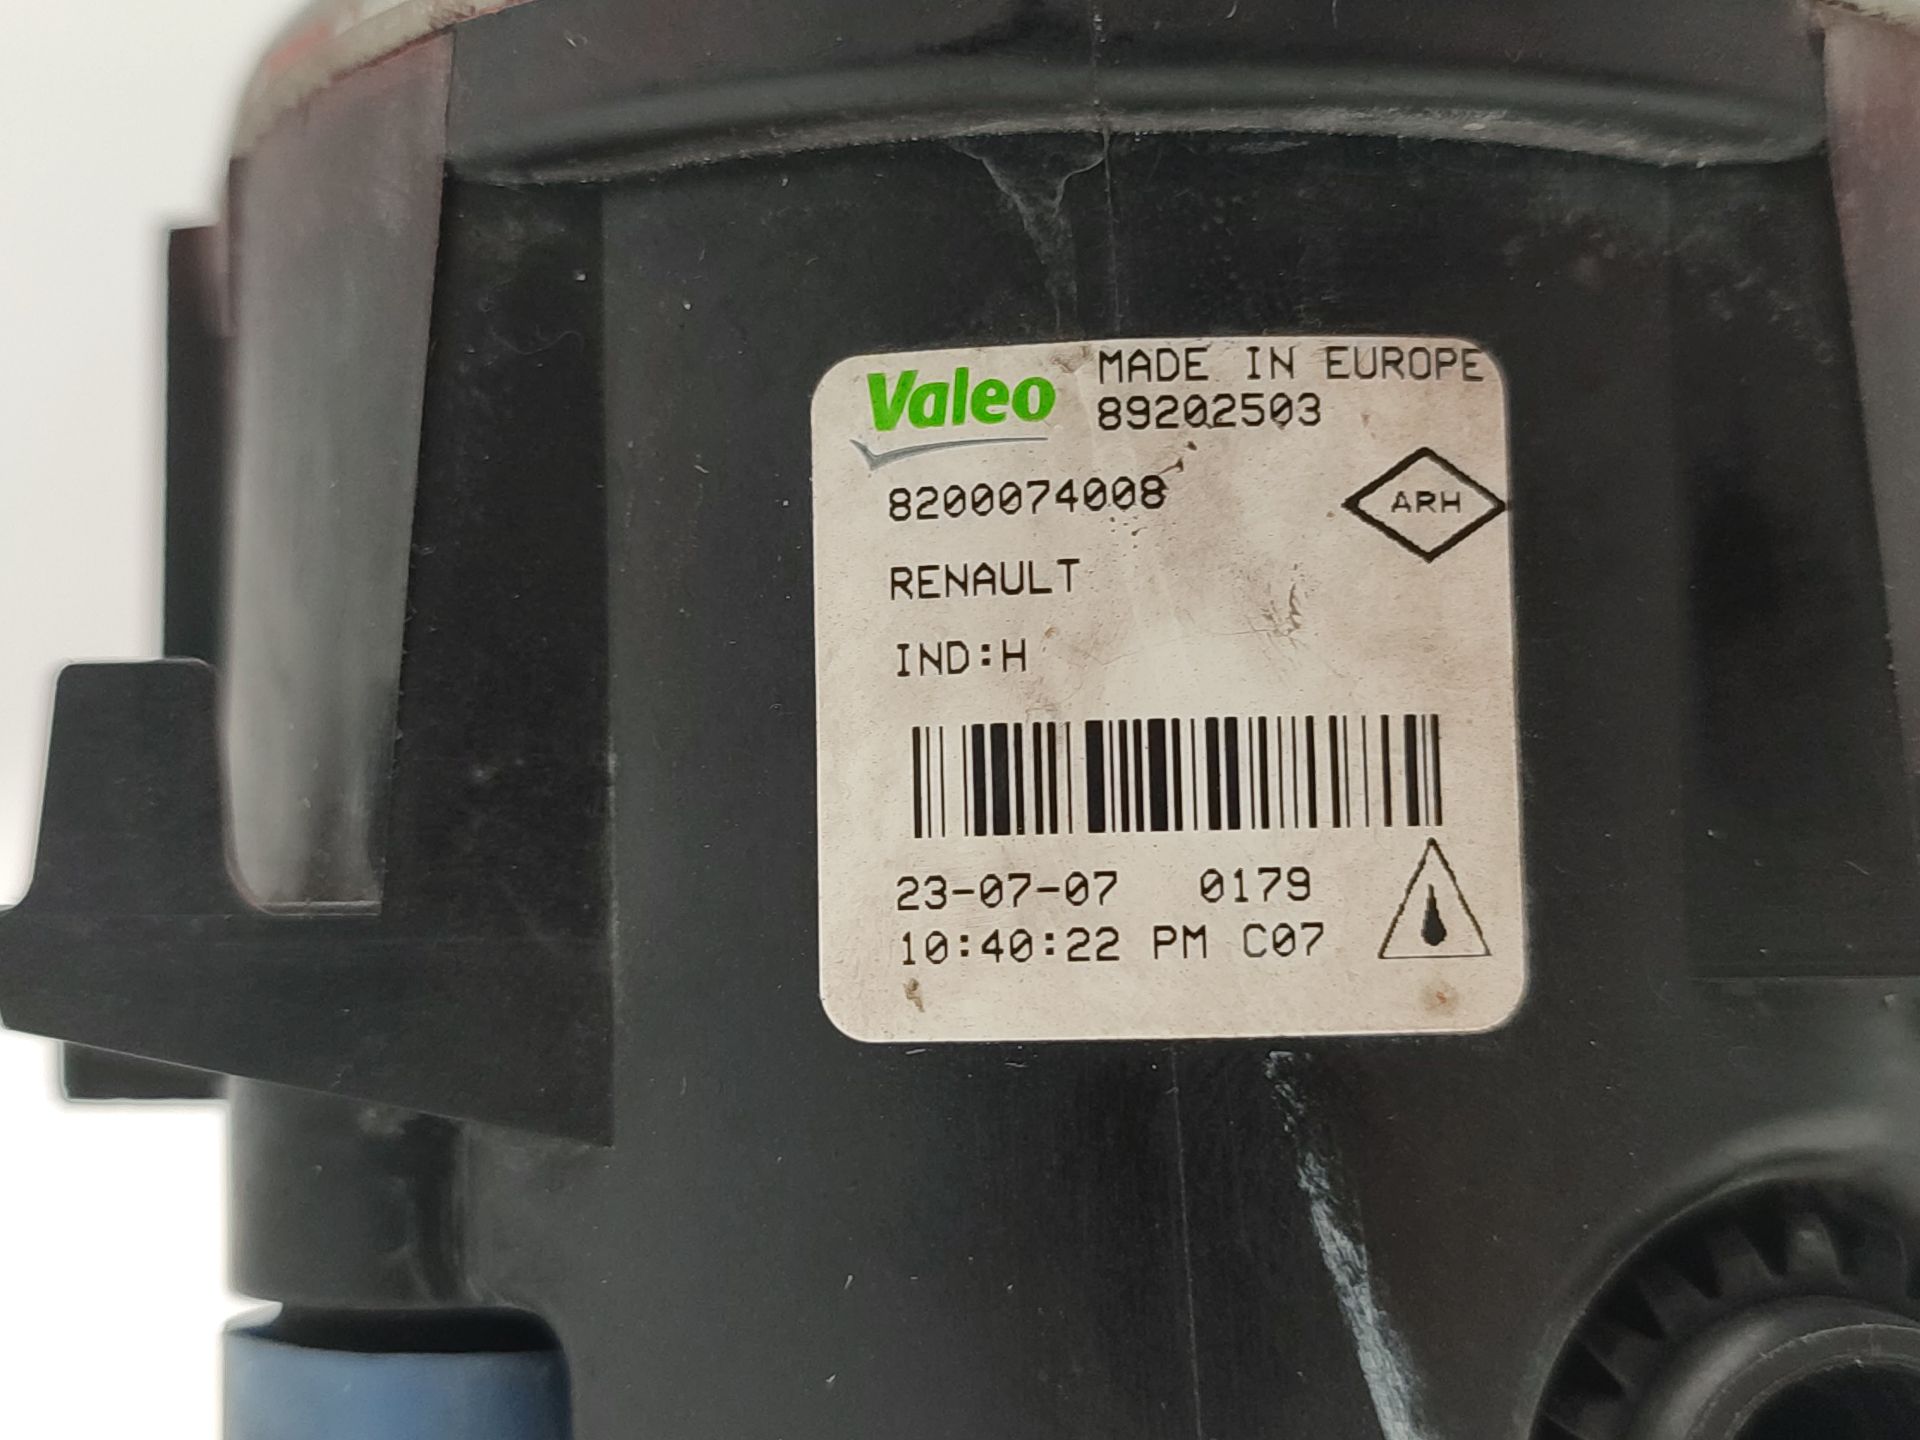 Valeo
MADE IN EUROPE
89202503
8200074008
ARH
RENAULT
IND:H
23-07-07 0179
10:40:22 PM C07